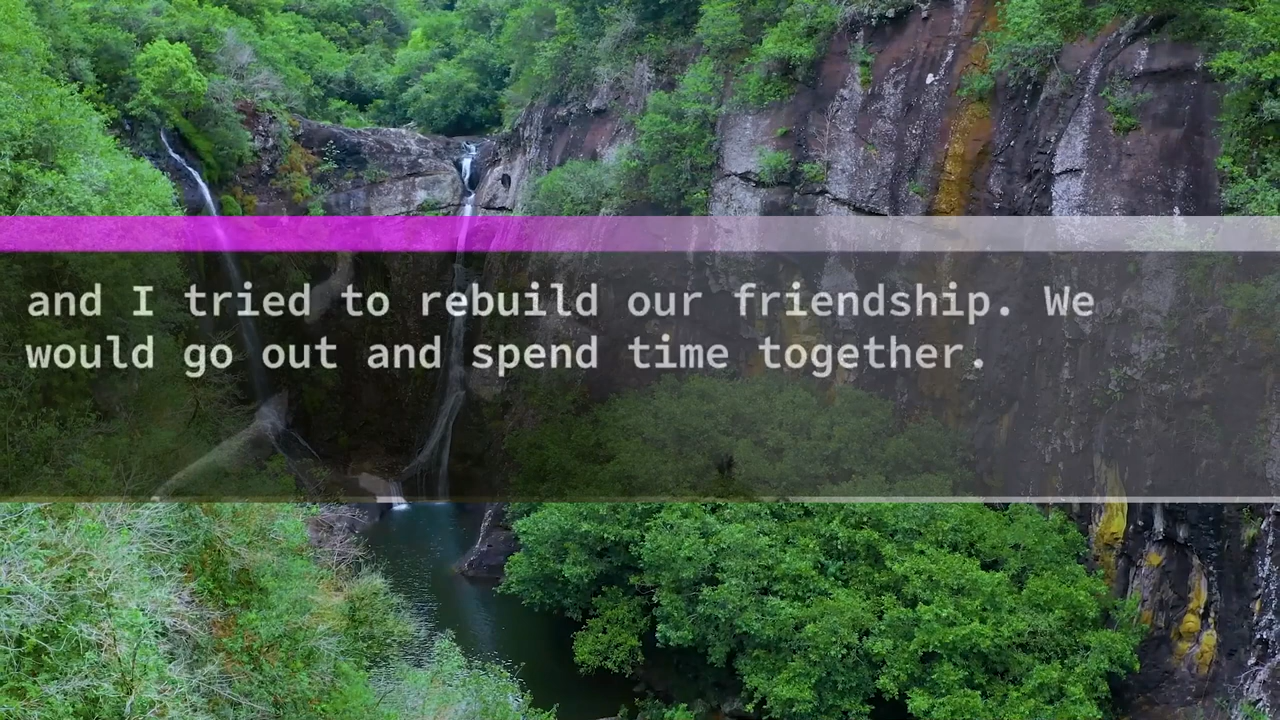 and I tried to rebuild our friendship. We
would go out and spend time together.